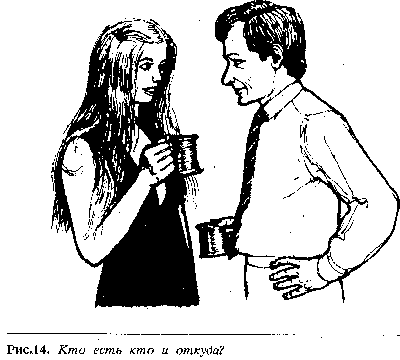 Рис.14. Кто есть кто и откуда?